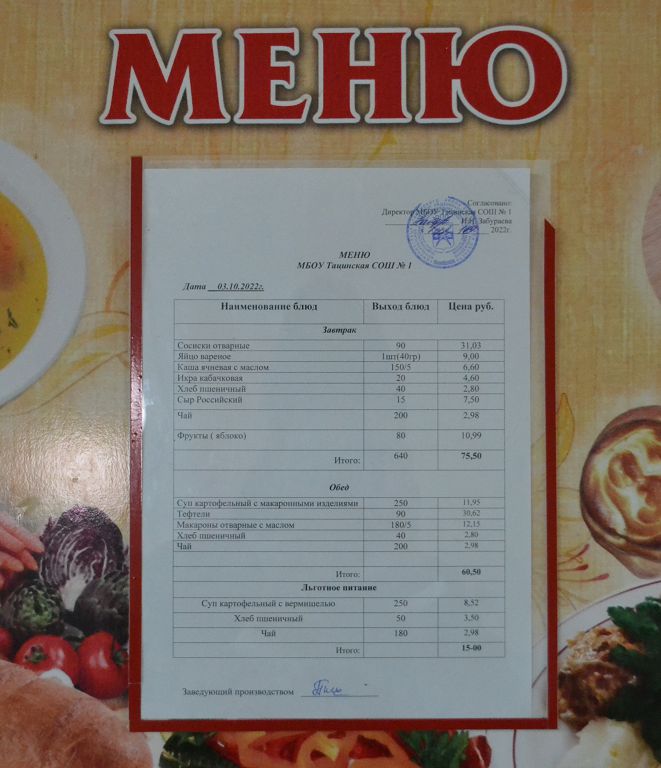 МЕНЮ
Согласовано:
Директор МБОУ Тацинская СОШ № 1
Н.Н. Забураева
2022г.
МЕНЮ
МБОУ Тацинская СОШ № 1
Дата 03.10.2022г.
Наименование блюд Выход блюд Цена руб.
Завтрак
Сосиски отварные 90 31,03
Яйцо вареное 1шт(40гр) 9,00
Каша ячневая с маслом 150/5 6,60
Икра кабачковая 20 4,60
Хлеб пшеничный 40 2,80
Сыр Российский 15 7,50
Чай 200 2,98
Фрукты ( яблоко) 80 10,99
Итого: 640 75,50
Обед
Суп картофельный с макаронными изделиями 250 11,95
Тефтели 90 30,62
Макароны отварные с маслом 180/5 12,15
Хлеб пшеничный 40 2,80
Чай 200 2,98
Итого: 60,50
Льготное питание
Суп картофельный с вермишелью 250 8,52
Хлеб пшеничный 50 3,50
Чай 180 2,98
Итого: 15-00
Заведующий производством